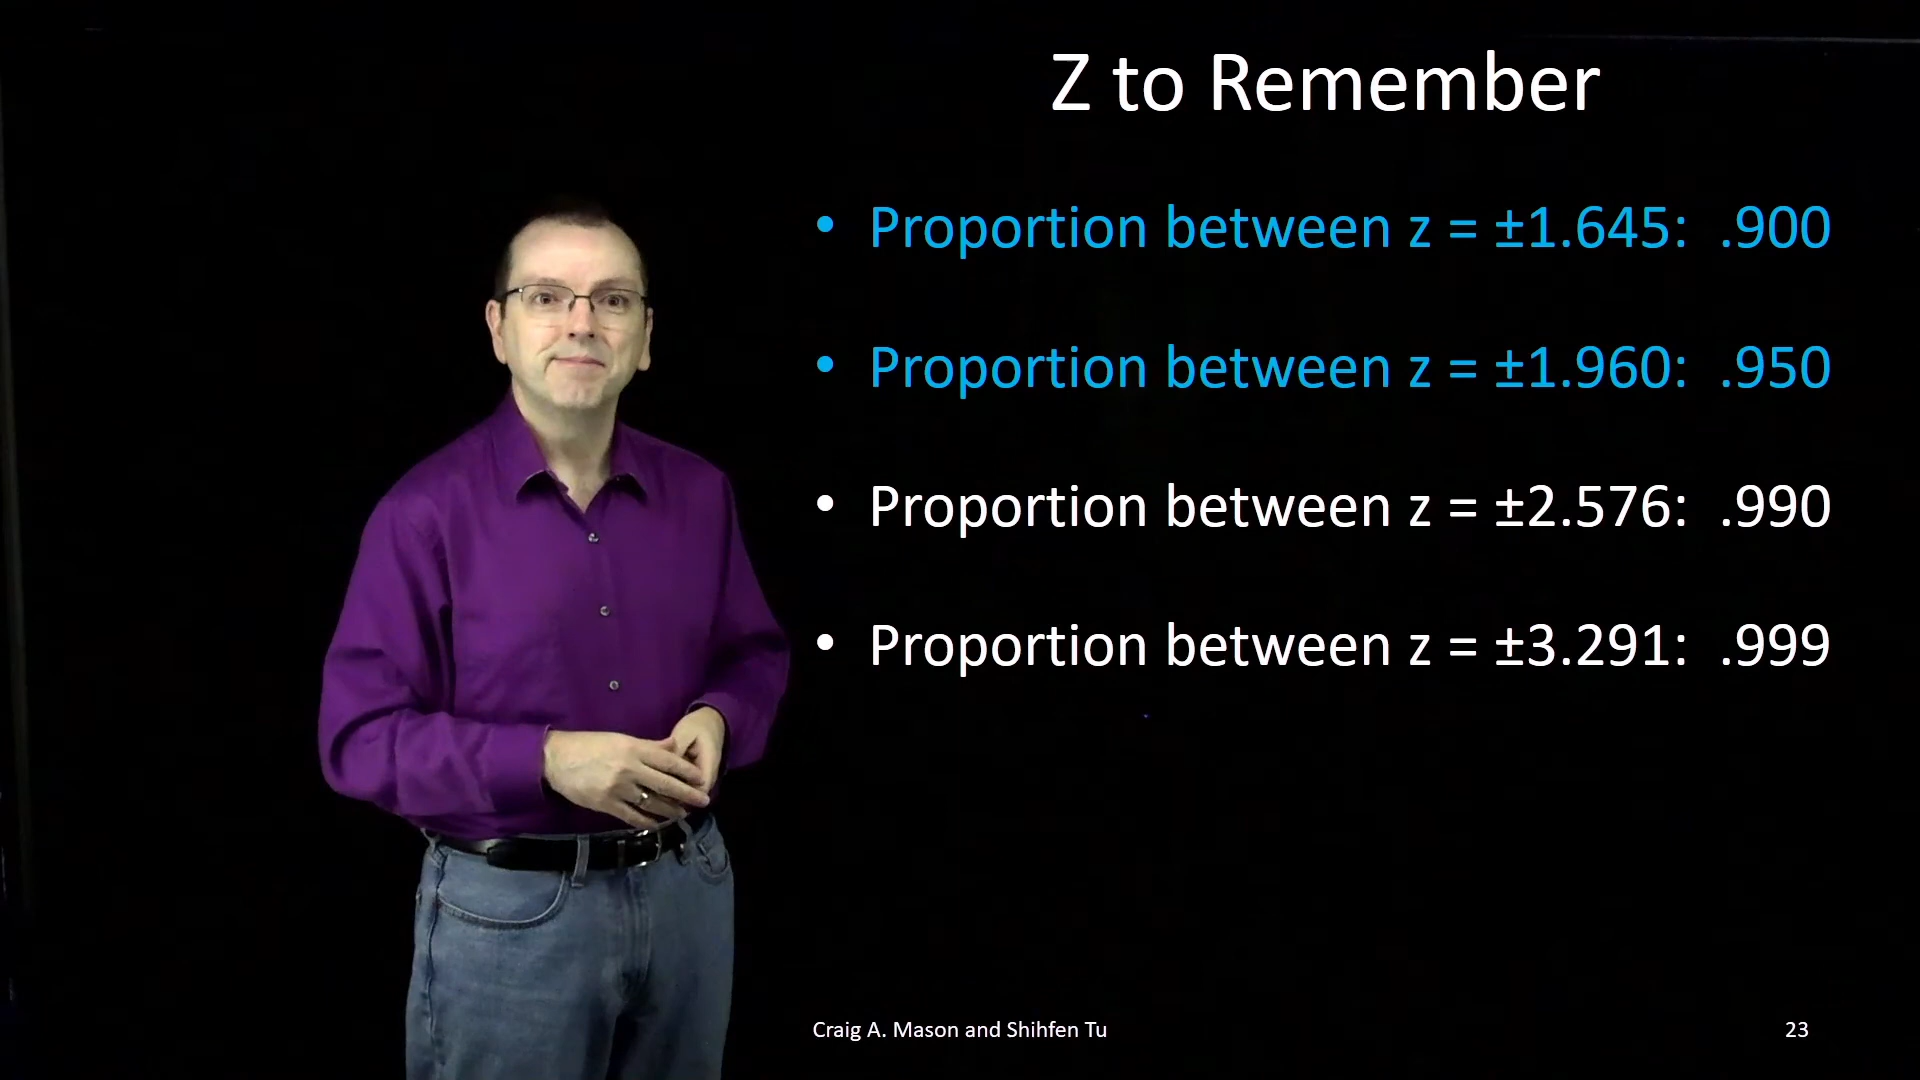 Z to Remember
• Proportion between z = ±1.645: .900
• Proportion between z = ±1.960: .950
• Proportion between z = ±2.576: .990
• Proportion between z = ±3.291: .999
Craig A. Mason and Shihfen Tu
23